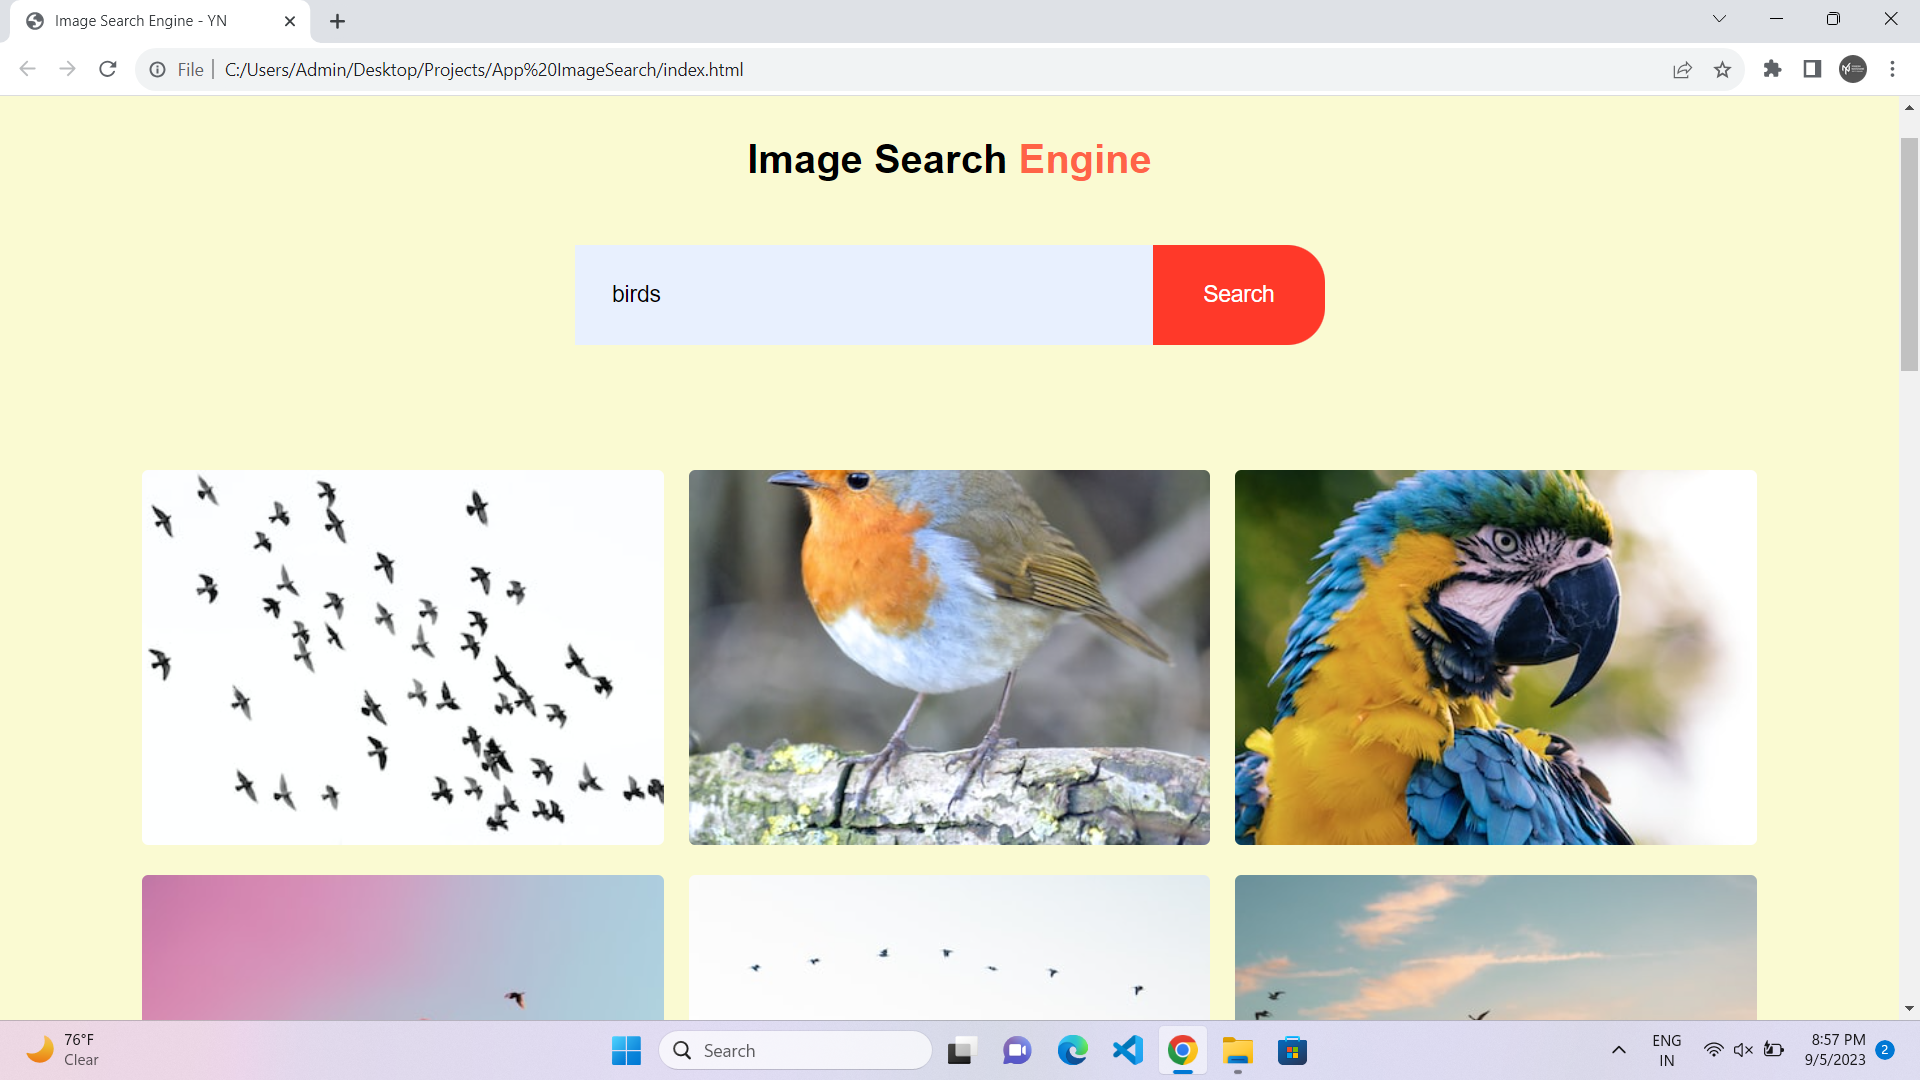 Image Search Engine - YN
File | C:/Users/Admin/Desktop/Projects/App%20ImageSearch/index.html
Image Search Engine
birds
Search
76°F
Clear
Search
ENG
IN
8:57 PM
9/5/2023
2